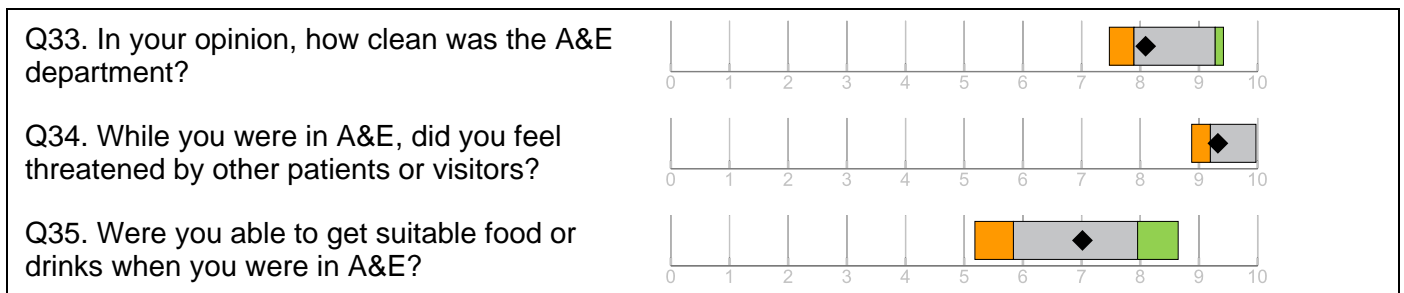 Q33. In your opinion, how clean was the A&E
department?
0 1 2 3 4 5 6 7 8 9 10
Q34. While you were in A&E, did you feel
threatened by other patients or visitors?
0 1 2 3 4 5 6 7 8 9 10
Q35. Were you able to get suitable food or
drinks when you were in A&E?
0 1 2 3 4 5 6 7 8 9 10